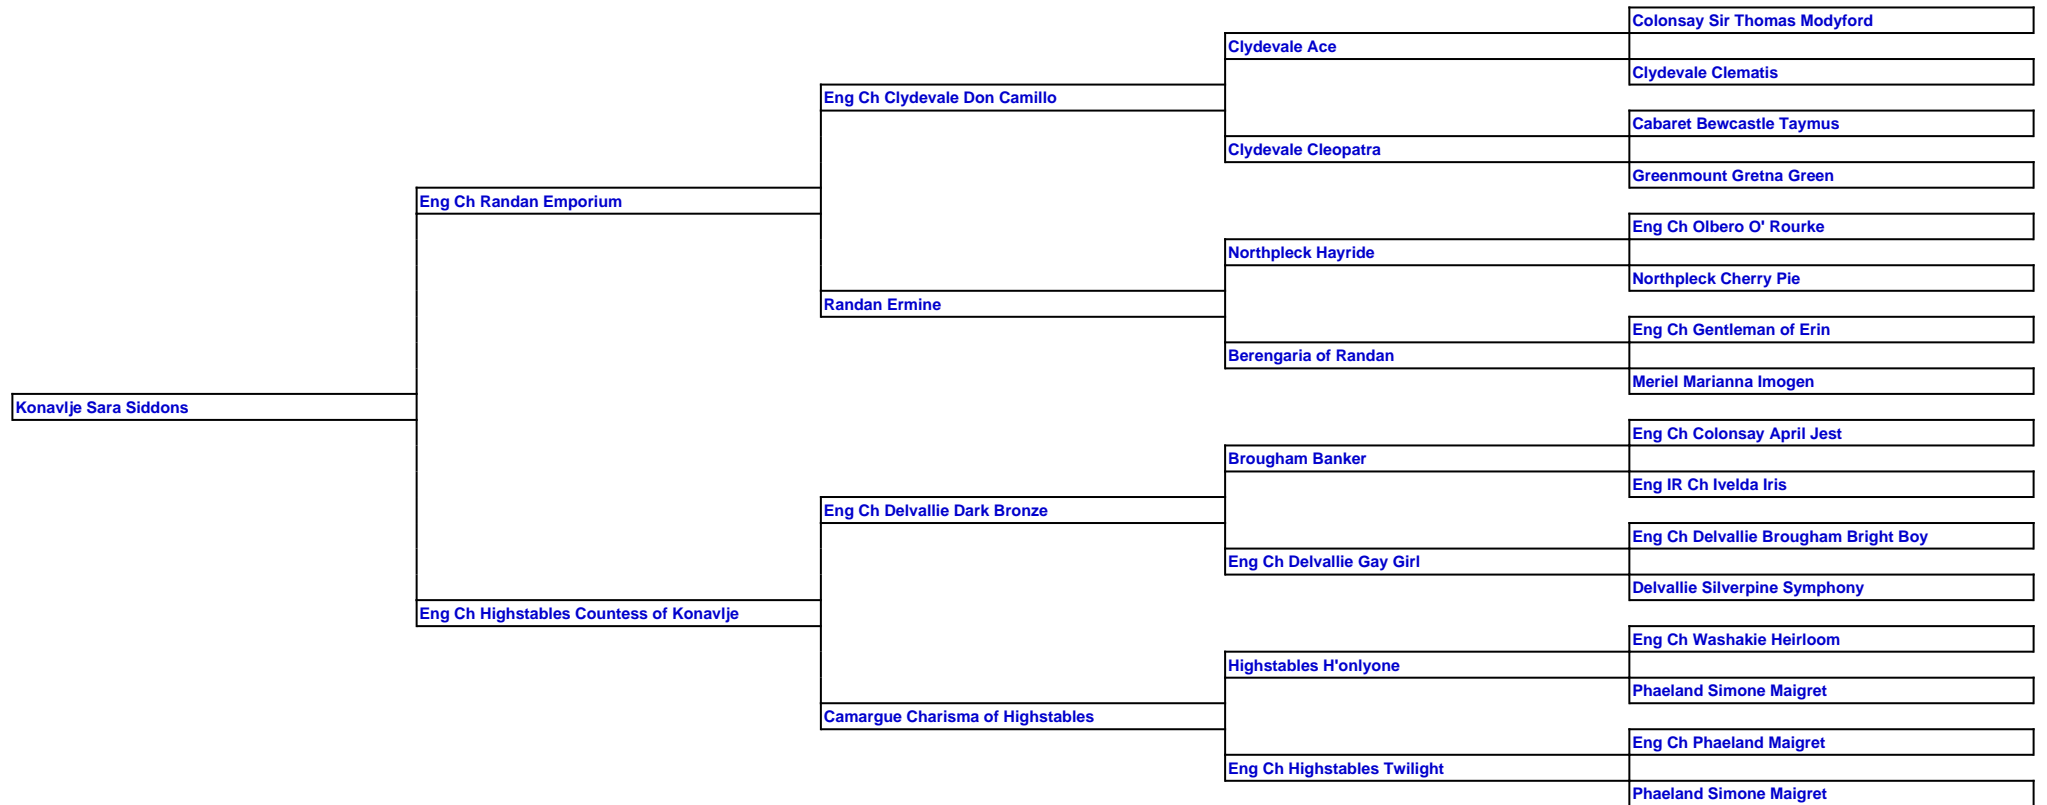 Colonsay Sir Thomas Modyford
Clydevale Ace
Clydevale Clematis
Eng Ch Clydevale Don Camillo
Cabaret Bewcastle Taymus
Clydevale Cleopatra
Greenmount Gretna Green
Eng Ch Randan Emporium
Eng Ch Olbero O' Rourke
Northpleck Hayride
Northpleck Cherry Pie
Randan Ermine
Eng Ch Gentleman of Erin
Berengaria of Randan
Meriel Marianna Imogen
Konavlje Sara Siddons
Eng Ch Colonsay April Jest
Brougham Banker
Eng IR Ch Ivelda Iris
Eng Ch Delvallie Dark Bronze
Eng Ch Delvallie Brougham Bright Boy
Eng Ch Delvallie Gay Girl
Delvallie Silverpine Symphony
Eng Ch Highstables Countess of Konavlje
Eng Ch Washakie Heirloom
Highstables H'onlyone
Phaeland Simone Maigret
Camargue Charisma of Highstables
Eng Ch Phaeland Maigret
Eng Ch Highstables Twilight
Phaeland Simone Maigret